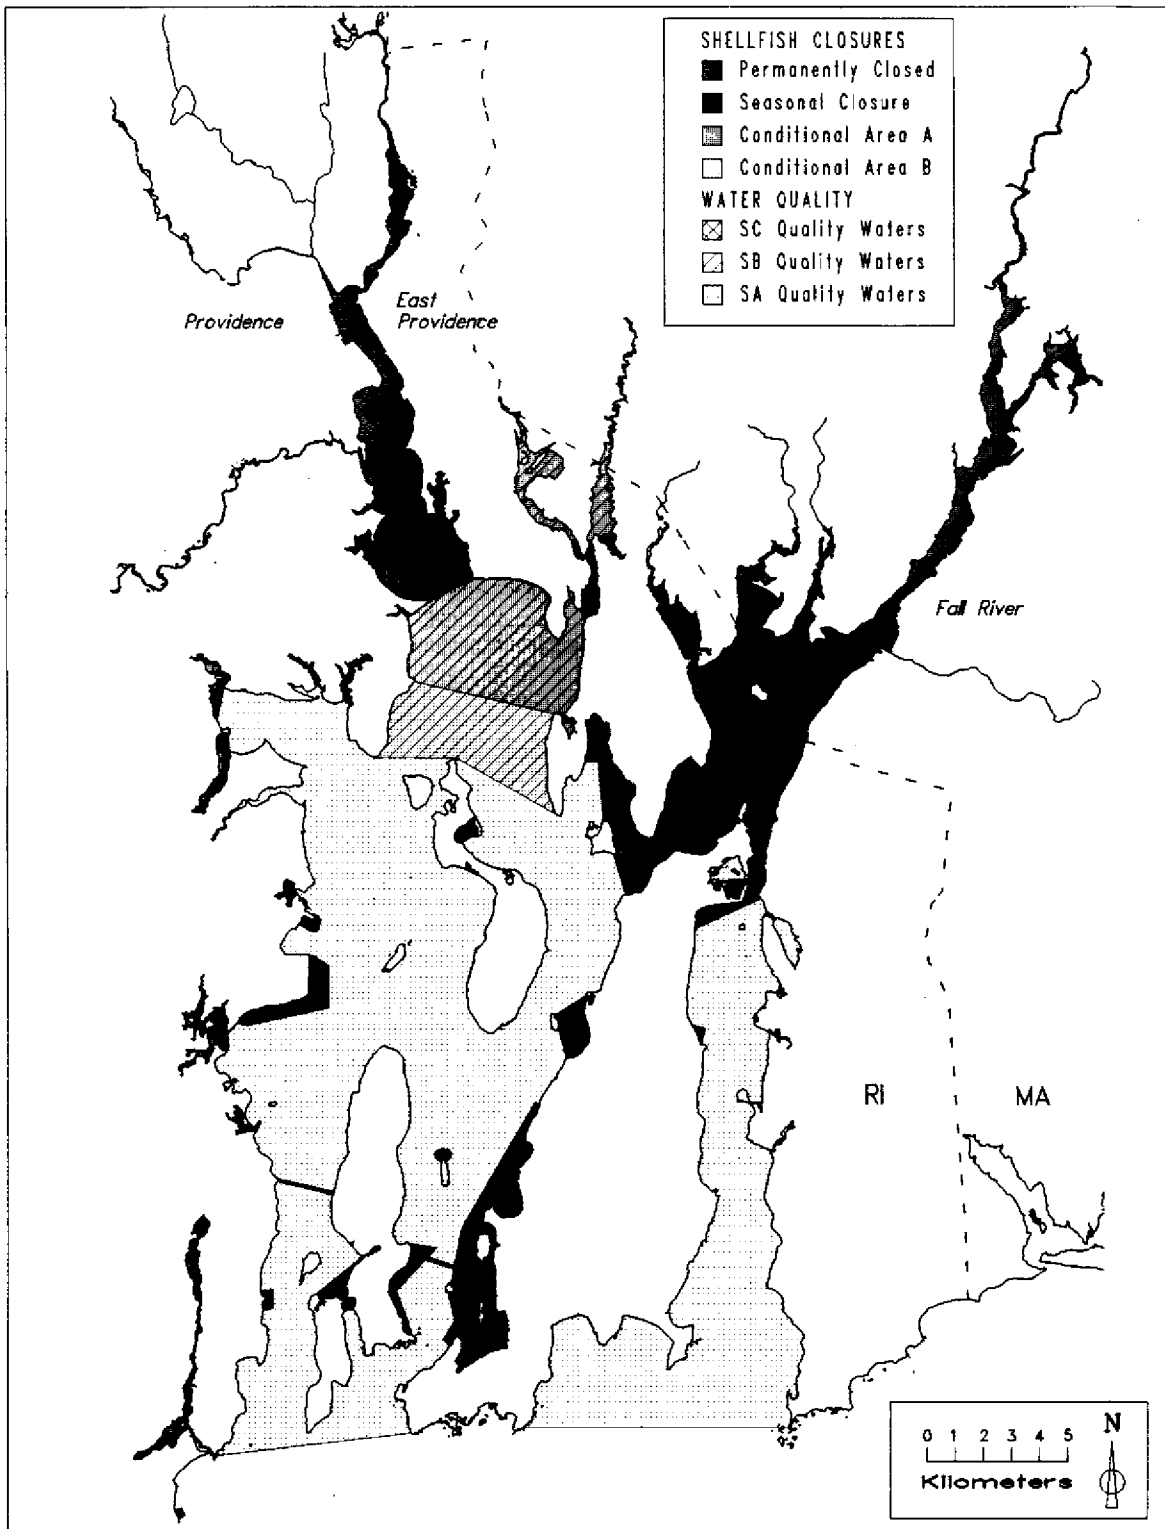 SHELLFISH CLOSURES
Permanently Closed
Seasonal Closure
Conditional Area A
Conditional Area B
WATER QUALITY
SC Quality Waters
SB Quality Waters
SA Quality Waters
Providence
East
Providence
Fall River
RI
MA
0 1 2 3 4 5
Kilometers
N